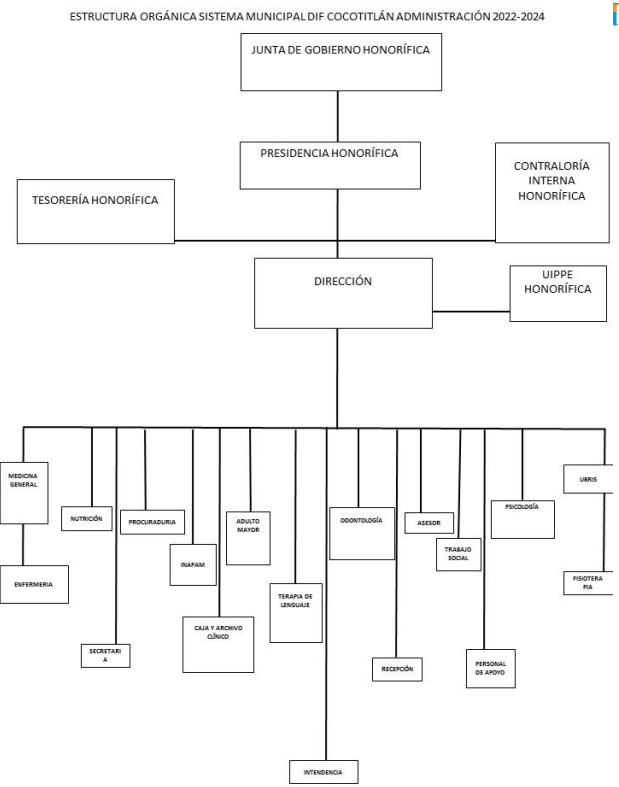 ESTRUCTURA ORGÁNICA SISTEMA MUNICIPAL DIF COCOTITLÁN ADMINISTRACIÓN 2022-2024
JUNTA DE GOBIERNO HONORÍFICA
PRESIDENCIA HONORÍFICA
CONTRALORÍA
INTERNA
HONORÍFICA
TESORERÍA HONORÍFICA
DIRECCIÓN
UIPPE
HONORÍFICA
MEDICINA
GENERAL
NUTRICIÓN
PROCURADURIA
ADULTO
MAYOR
ODONTOLOGÍA
ASESOR
PSICOLOGÍA
UBRIS
INAPAM
TRABAJO
SOCIAL
ENFERMERIA
TERAPIA DE
LENGUAJE
FISIOTERA
PIA
CAJA Y ARCHIVO
CLÍNICO
SECRETARI
A
RECEPCIÓN
PERSONAL
DE APOYO
INTENDENCIA